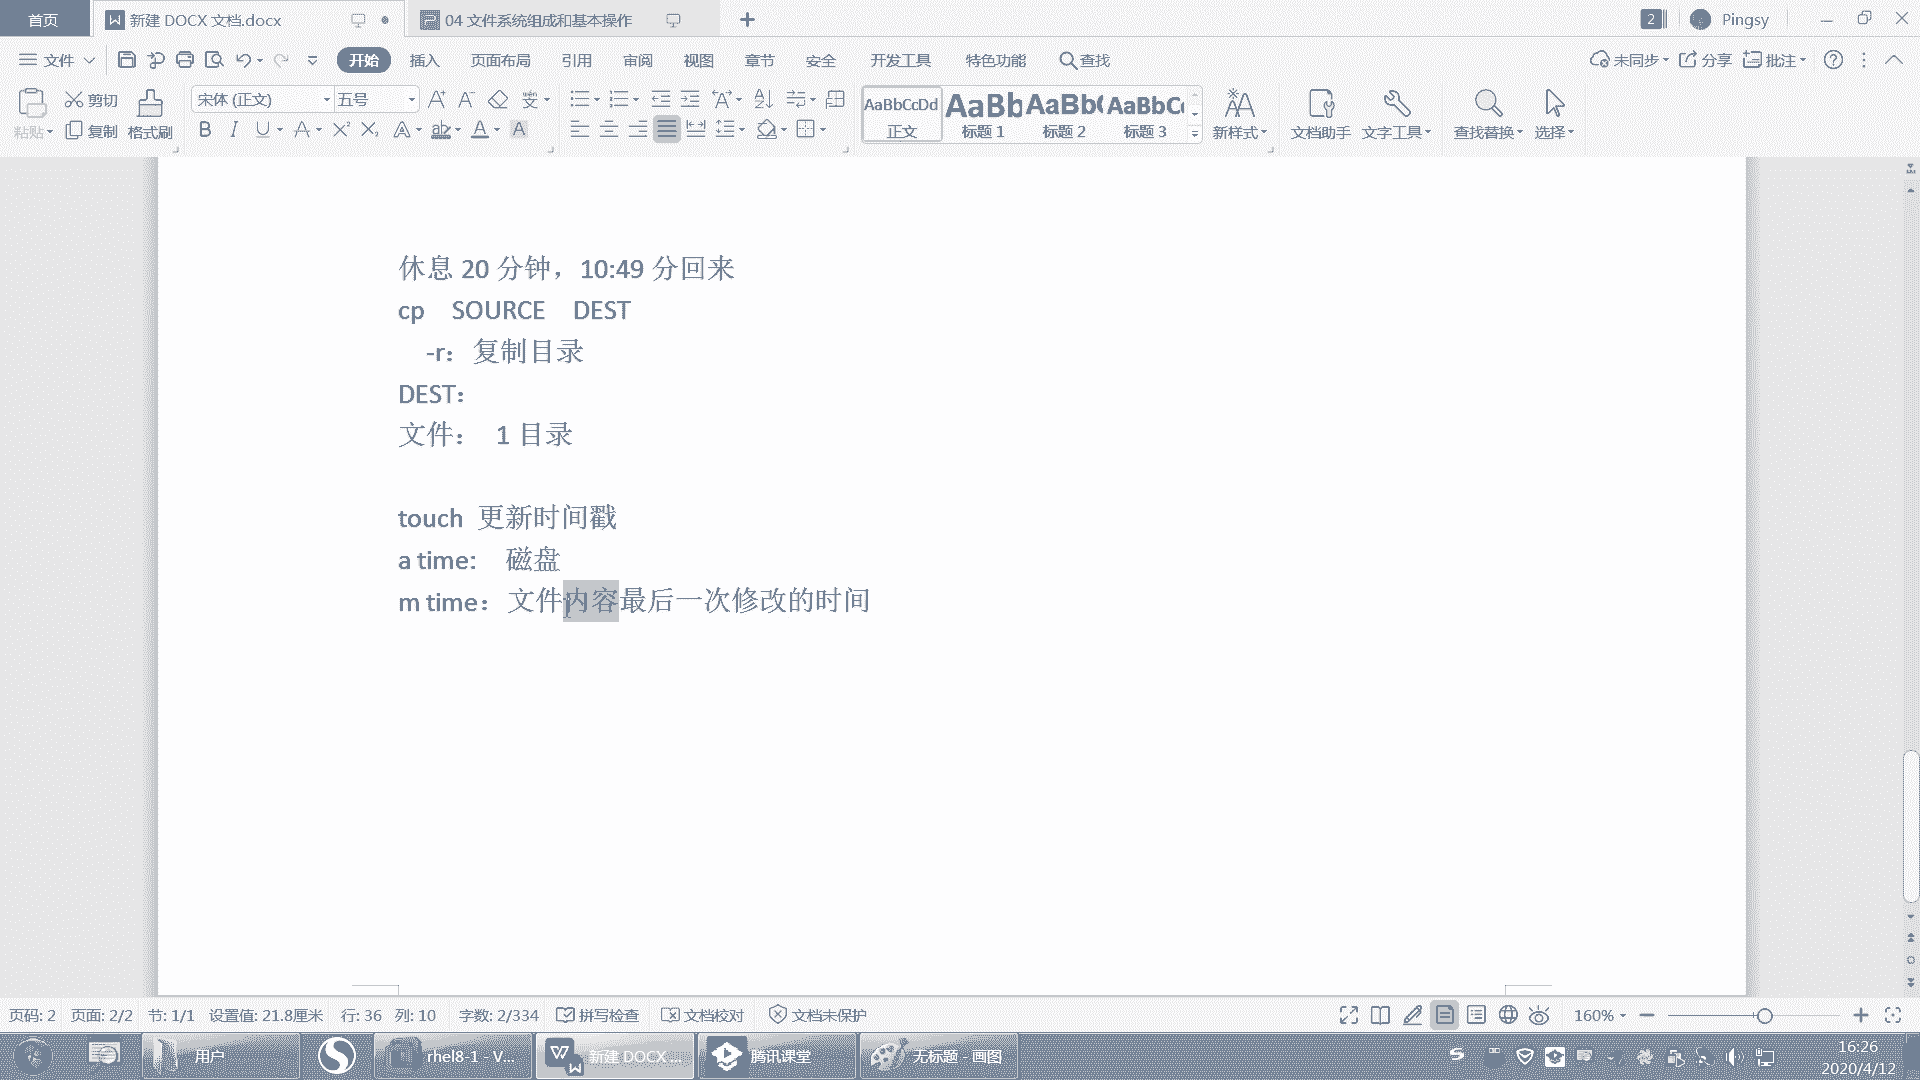 首页
新建 DOCX 文档.docx
04 文件系统组成和基本操作
2
Pingsy
文件
开始
插入
页面布局
引用
审阅
视图
章节
安全
开发工具
特色功能
查找
未同步
分享
批注
粘贴
剪切
复制
格式刷
宋体 (正文)
五号
AaBbCcDd
正文
AaBb
标题 1
AaBb(
标题 2
AaBbC
标题 3
新样式
文档助手
文字工具
查找替换
选择
休息 20 分钟，10:49 分回来
cp SOURCE DEST
-r：复制目录
DEST：
文件： 1 目录
touch 更新时间戳
a time: 磁盘
m time：文件内容最后一次修改的时间
页码: 2
页面: 2/2
节: 1/1
设置值: 21.8厘米
行: 36
列: 10
字数: 2/334
拼写检查
文档校对
文档未保护
160%
用户
rhel8-1 - V...
新建 DOCX ...
腾讯课堂
无标题 - 画图
16:26
2020/4/12